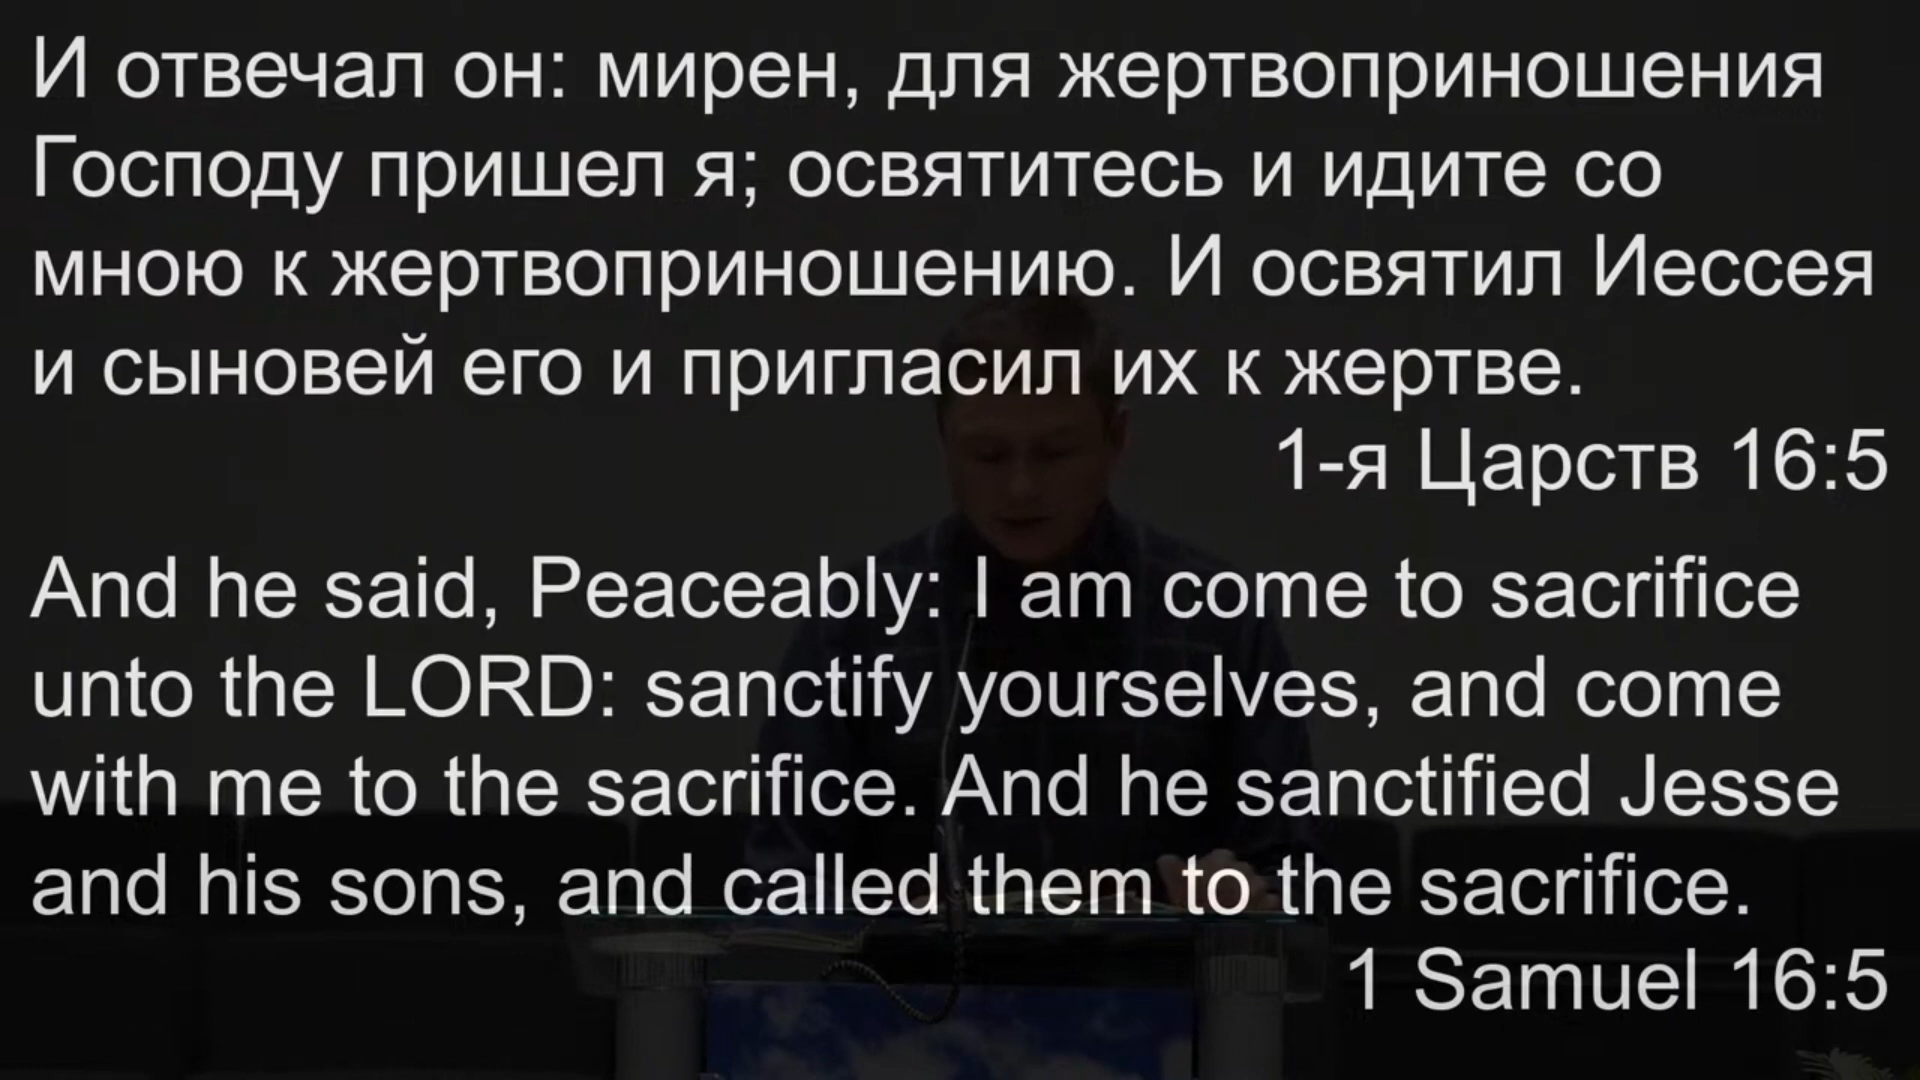 И отвечал он: мирен, для жертвоприношения
Господу пришел я; освятитесь и идите со
мною к жертвоприношению. И освятил Иессея
и сыновей его и пригласил их к жертве.
1-я Царств 16:5
And he said, Peaceably: I am come to sacrifice
unto the LORD: sanctify yourselves, and come
with me to the sacrifice. And he sanctified Jesse
and his sons, and called them to the sacrifice.
1 Samuel 16:5